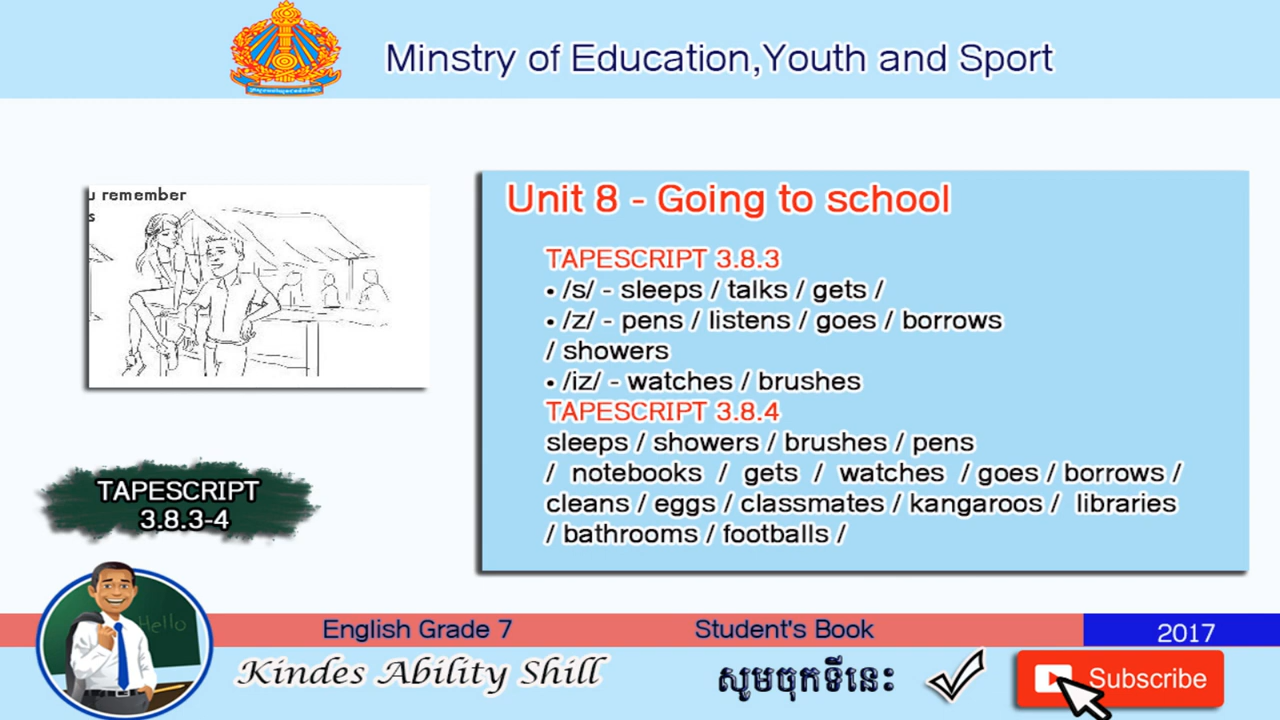 Minstry of Education,Youth and Sport
u remember
s
Unit 8 - Going to school
TAPESCRIPT 3.8.3
• /s/ - sleeps / talks / gets /
• /z/ - pens / listens / goes / borrows
/ showers
• /iz/ - watches / brushes
TAPESCRIPT 3.8.4
sleeps / showers / brushes / pens
/ notebooks / gets / watches / goes / borrows /
cleans / eggs / classmates / kangaroos / libraries
/ bathrooms / footballs /
TAPESCRIPT
3.8.3-4
Hello
English Grade 7
Student's Book
2017
Kindes Ability Shill
សូមចុកទីនេះ
Subscribe